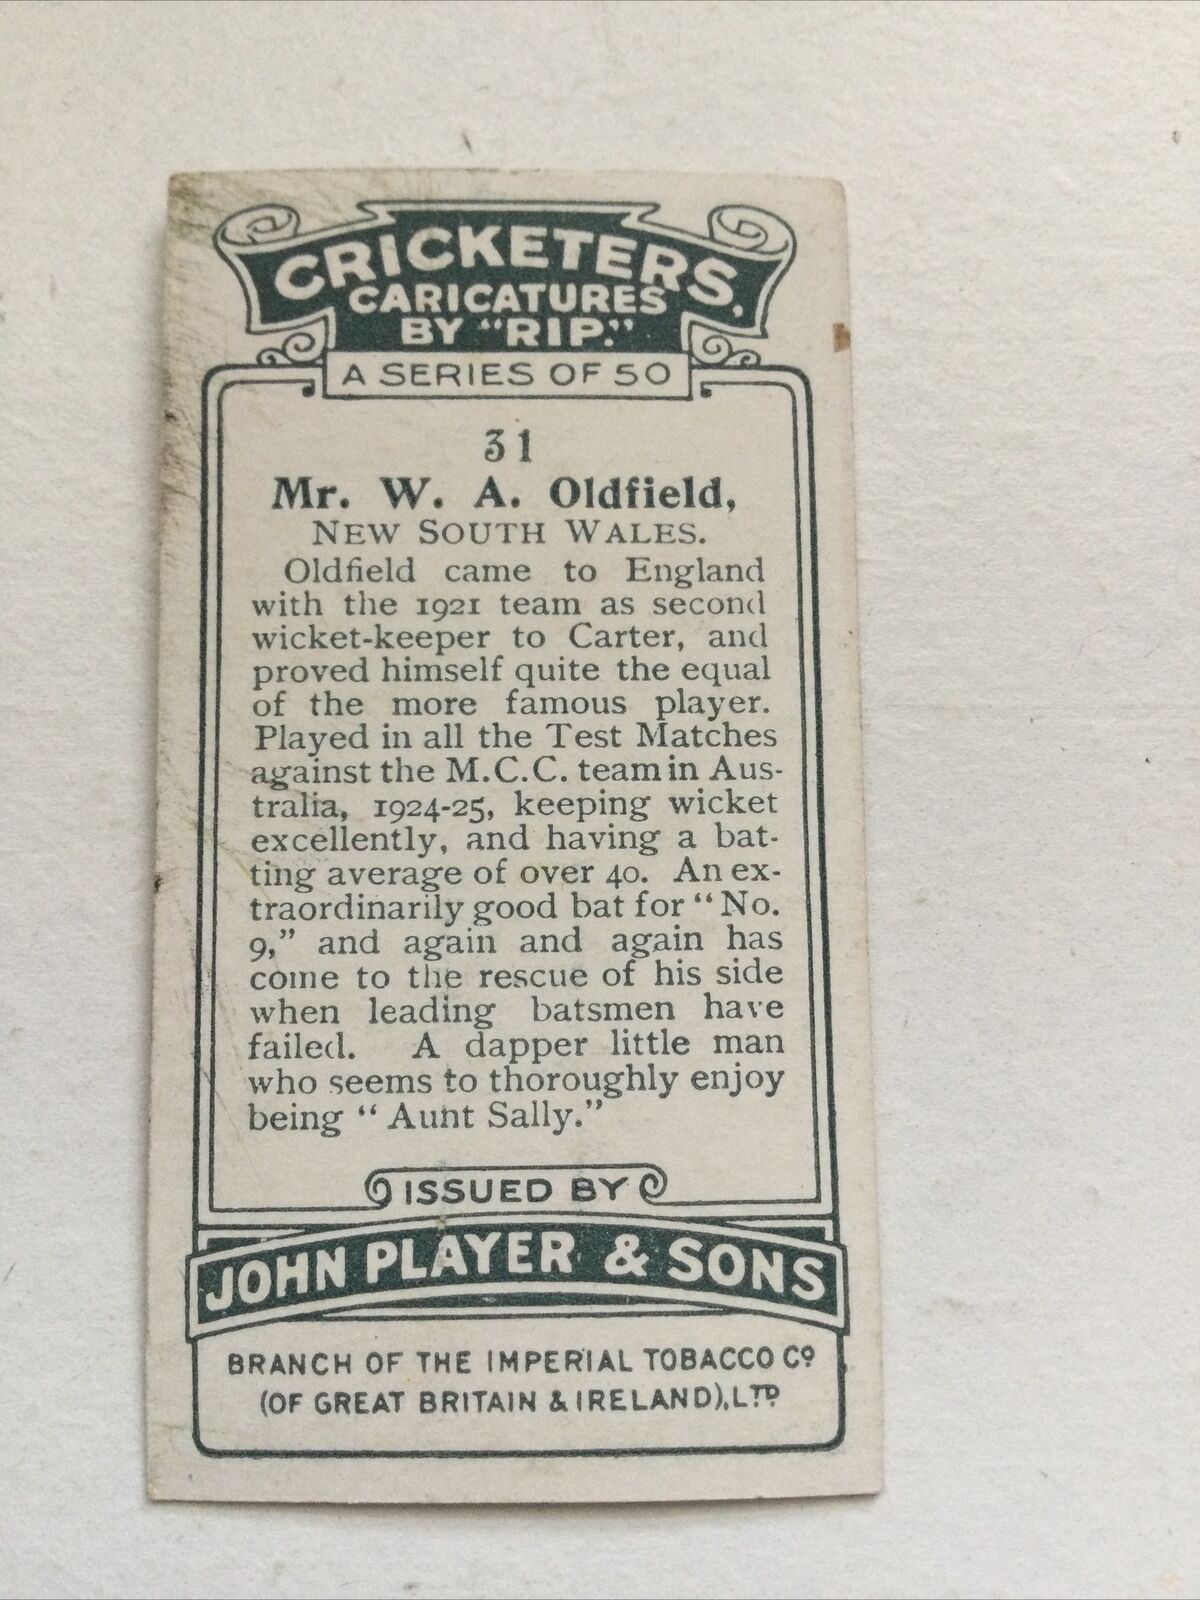 CRICKETERS,
CARICATURES
BY "RIP."
A SERIES OF 50
31
Mr. W. A. Oldfield,
NEW SOUTH WALES.
Oldfield came to England
with the 1921 team as second
wicket-keeper to Carter, and
proved himself quite the equal
of the more famous player.
Played in all the Test Matches
against the M.C.C. team in Aus-
tralia, 1924-25, keeping wicket
excellently, and having a bat-
ting average of over 40. An ex-
traordinarily good bat for "No.
9," and again and again has
come to the rescue of his side
when leading batsmen have
failed. A dapper little man
who seems to thoroughly enjoy
being "Aunt Sally."
ISSUED BY
JOHN PLAYER & SONS
BRANCH OF THE IMPERIAL TOBACCO Co
(OF GREAT BRITAIN & IRELAND), LTD